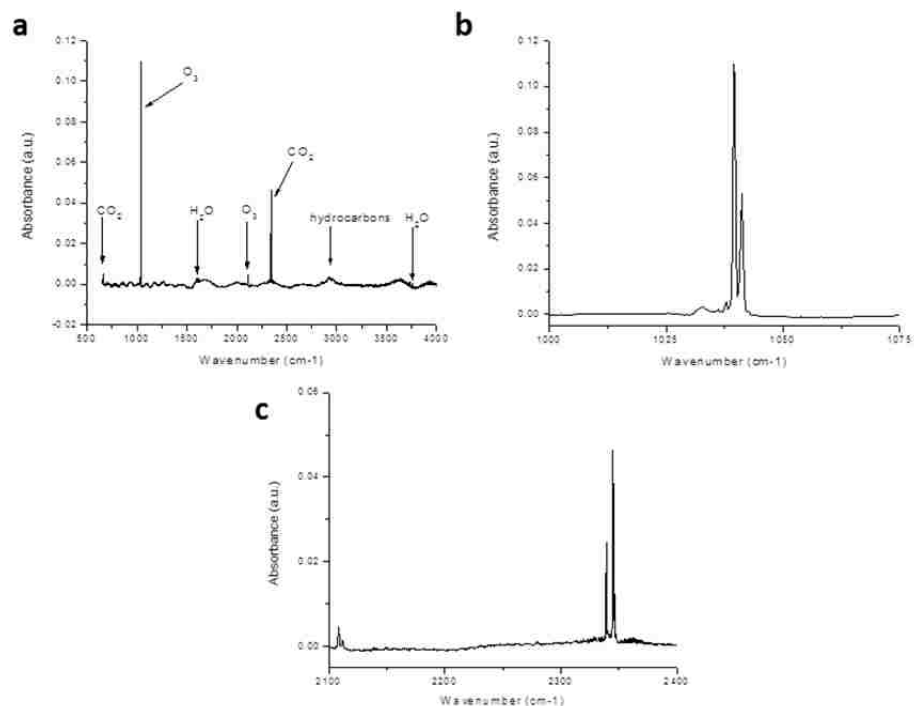 a
0.12
0.10
0.08
0.06
0.04
0.02
0.00
-0.02
Absorbance (a.u.)
O3
CO2
CO2
H2O
O3
hydrocarbons
H2O
500 1000 1500 2000 2500 3000 3500 4000
Wavenumber (cm-1)
b
0.12
0.10
0.08
0.06
0.04
0.02
0.00
Absorbance (a.u.)
1000 1025 1050 1075
Wavenumber (cm-1)
c
0.06
0.04
0.02
0.00
Absorbance (a.u.)
2100 2200 2300 2400
Wavenumber (cm-1)